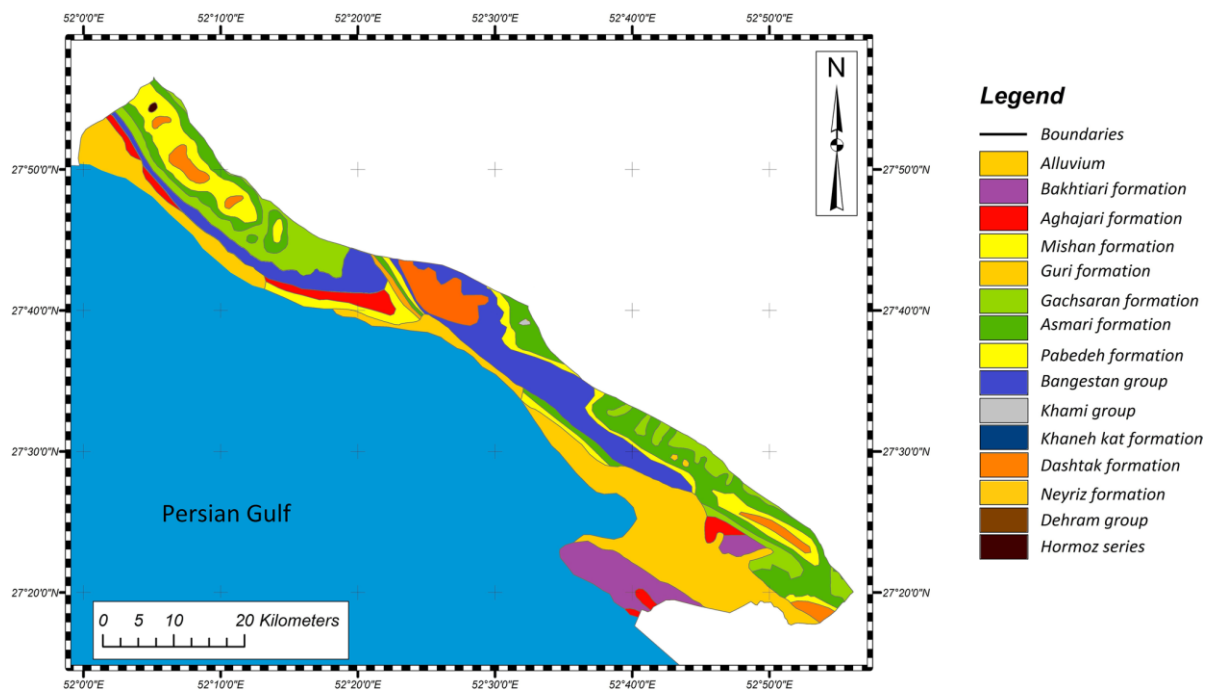 52°0'0"E 52°10'0"E 52°20'0"E 52°30'0"E 52°40'0"E 52°50'0"E
N
Legend
Boundaries
Alluvium
Bakhtiari formation
Aghajari formation
Mishan formation
Guri formation
Gachsaran formation
Asmari formation
Pabedeh formation
Bangestan group
Khami group
Khaneh kat formation
Dashtak formation
Neyriz formation
Dehram group
Hormoz series
27°50'0"N 27°50'0"N
27°40'0"N 27°40'0"N
27°30'0"N 27°30'0"N
Persian Gulf
27°20'0"N 27°20'0"N
0 5 10 20 Kilometers
52°0'0"E 52°10'0"E 52°20'0"E 52°30'0"E 52°40'0"E 52°50'0"E